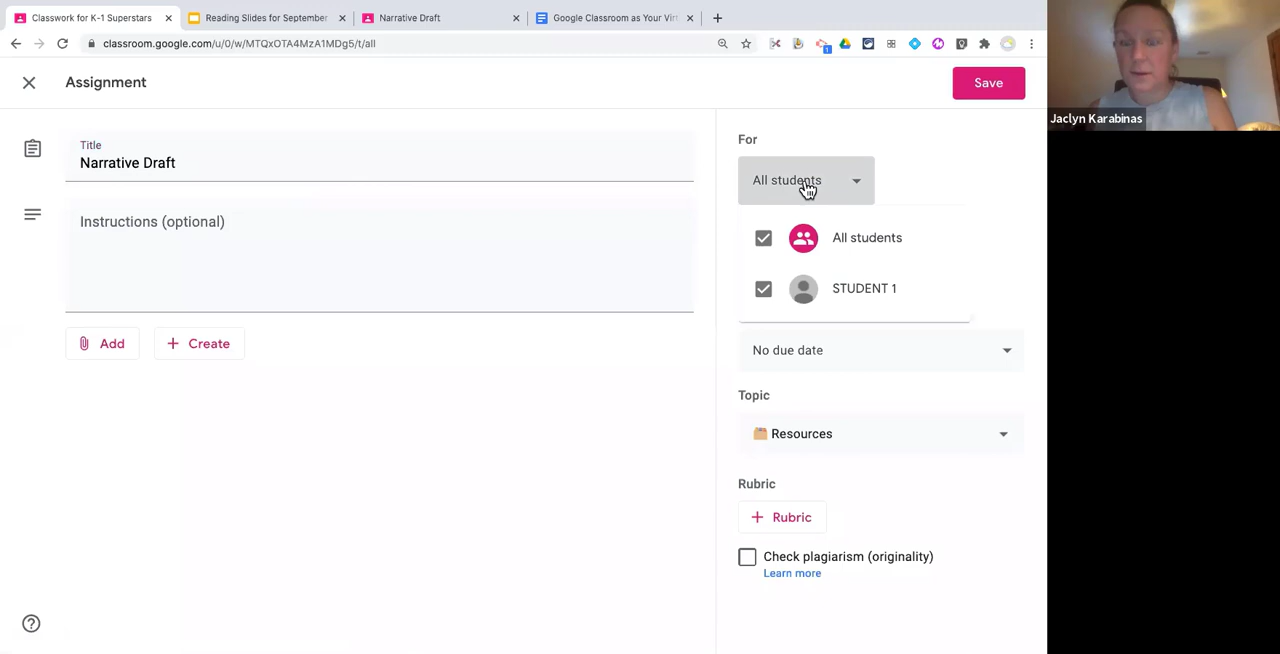 Classwork for K-1 Superstars
Reading Slides for September
Narrative Draft
Google Classroom as Your Virt
classroom.google.com/u/0/w/MTQxOTA4MzA1MDg5/t/all
1
Jaclyn Karabinas
Assignment
Save
Title
Narrative Draft
Instructions (optional)
Add
Create
For
All students
All students
STUDENT 1
No due date
Topic
Resources
Rubric
Rubric
Check plagiarism (originality)
Learn more